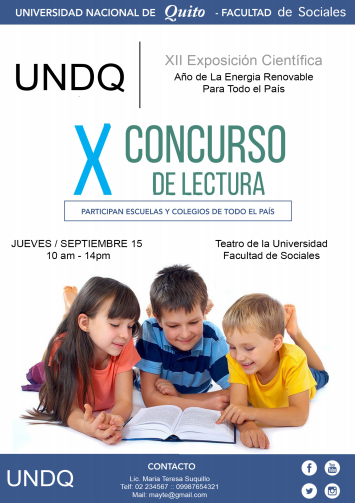 UNIVERSIDAD NACIONAL DE Quito - FACULTAD de Sociales
UNDQ
XII Exposición Científica
Año de La Energia Renovable
Para Todo el País
X CONCURSO
DE LECTURA
PARTICIPAN ESCUELAS Y COLEGIOS DE TODO EL PAÍS
JUEVES / SEPTIEMBRE 15
10 am - 14pm
Teatro de la Universidad
Facultad de Sociales
UNDQ
CONTACTO
Lic. Maria Teresa Suquillo
Telf: 02 234567 :: 09987654321
Mail: mayte@gmail.com